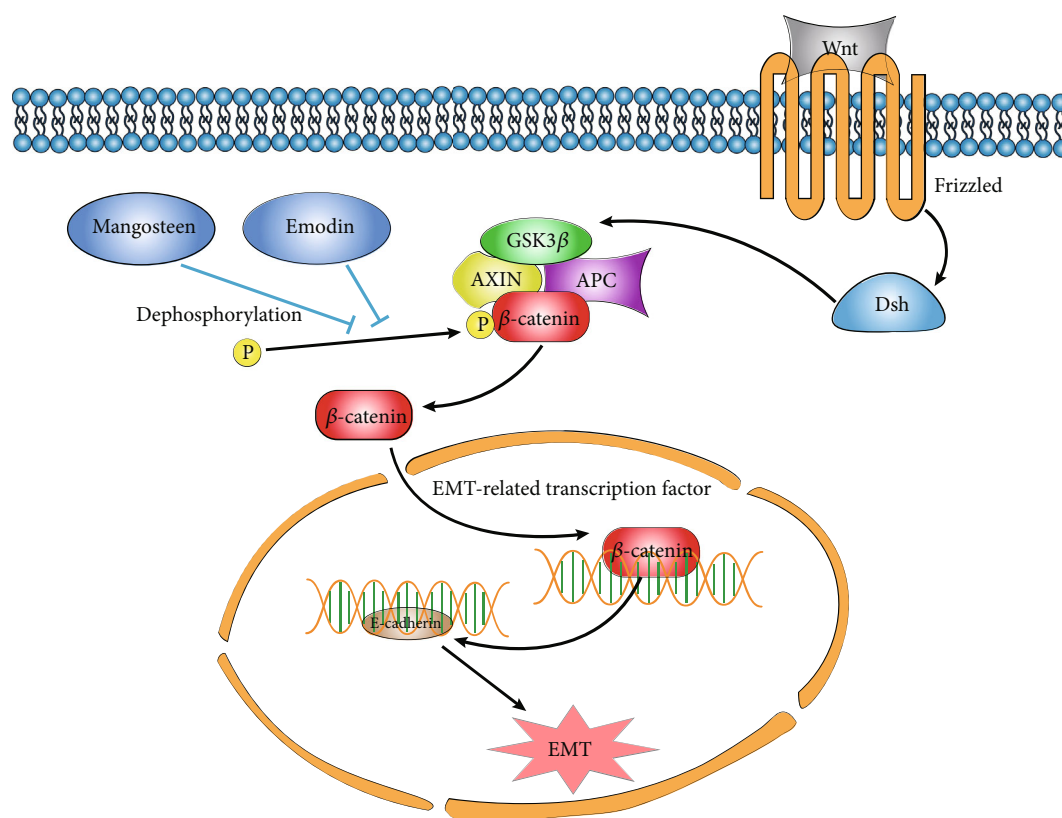 Wnt
Frizzled
Mangosteen
Emodin
GSK3β
AXIN
APC
Dsh
Dephosphorylation
P
β-catenin
P
β-catenin
EMT-related transcription factor
β-catenin
E-cadherin
EMT